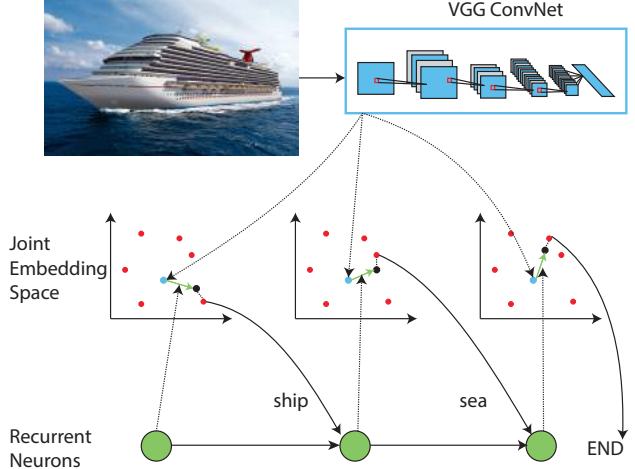 VGG ConvNet
Joint
Embedding
Space
ship
sea
Recurrent
Neurons
END